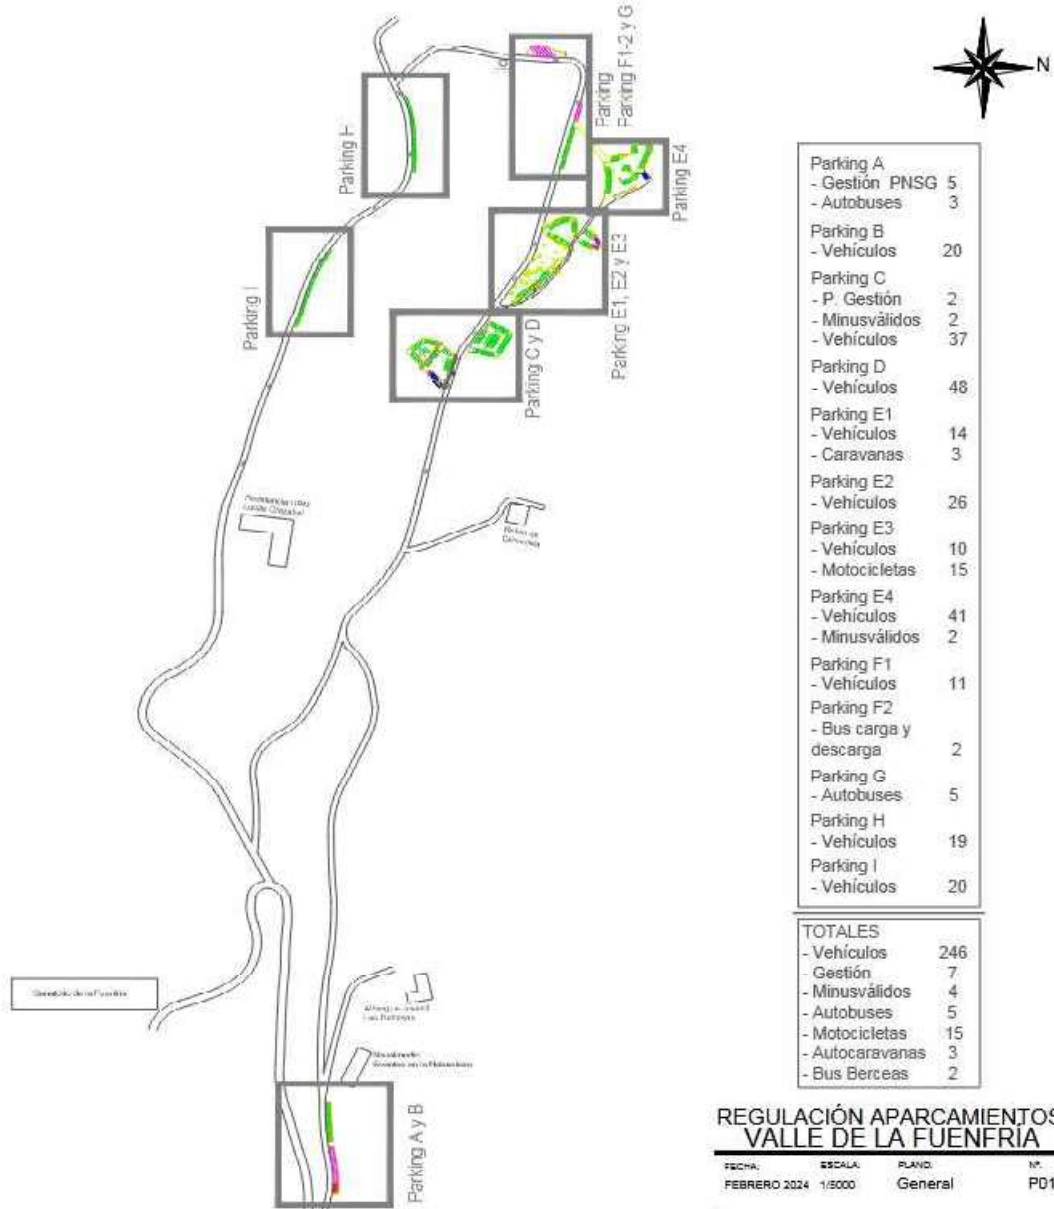 N
Parking H
Parking
Parking F1-2 y G
Parking E4
Parking E1, E2 y E3
Parking I
Parking C y D
Parking A y B
Parking A
- Gestión PNSG 5
- Autobuses 3
Parking B
- Vehículos 20
Parking C
- P. Gestión 2
- Minusválidos 2
- Vehículos 37
Parking D
- Vehículos 48
Parking E1
- Vehículos 14
- Caravanas 3
Parking E2
- Vehículos 26
Parking E3
- Vehículos 10
- Motocicletas 15
Parking E4
- Vehículos 41
- Minusválidos 2
Parking F1
- Vehículos 11
Parking F2
- Bus carga y
descarga 2
Parking G
- Autobuses 5
Parking H
- Vehículos 19
Parking I
- Vehículos 20
TOTALES
- Vehículos 246
Gestión 7
- Minusválidos 4
- Autobuses 5
- Motocicletas 15
- Autocaravanas 3
- Bus Berceas 2
REGULACIÓN APARCAMIENTOS
VALLE DE LA FUENFRÍA
FECHA: ESCALA: PLANO: Nº.
FEBRERO 2024 1/5000 General P01